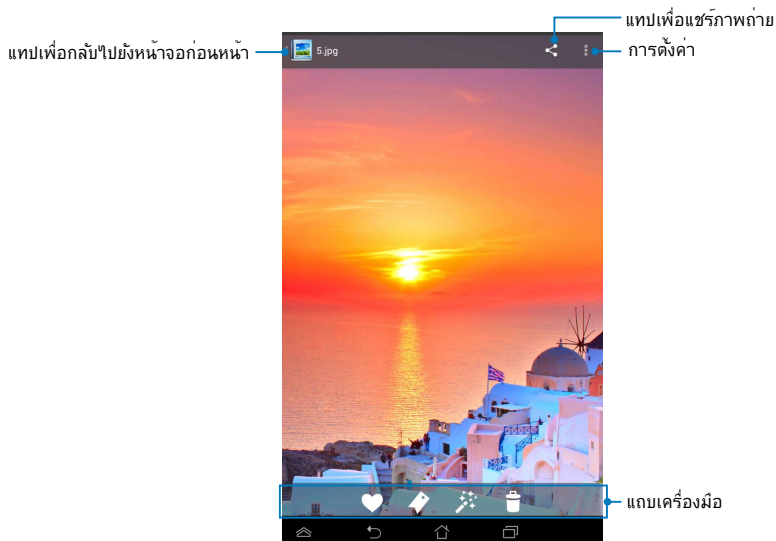 แทปเพื่อแชร์ภาพถ่าย
แทปเพื่อกลับไปยังหน้าจอก่อนหน้า
5.jpg
การตั้งค่า
แถบเครื่องมือ